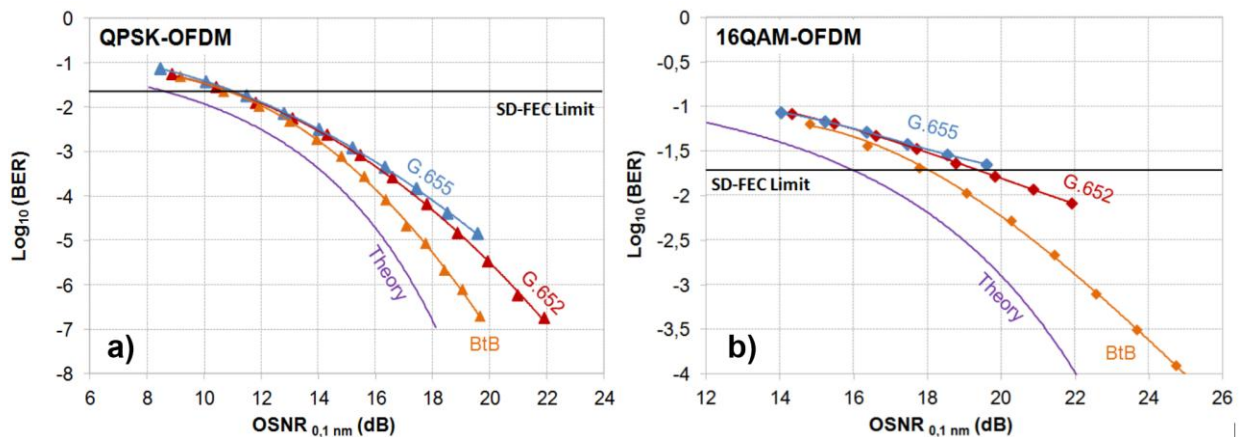 QPSK-OFDM
0
-1
-2
-3
-4
-5
-6
-7
-8
Log10 (BER)
SD-FEC Limit
G.655
G.652
Theory
BtB
a)
6 8 10 12 14 16 18 20 22 24
OSNR 0,1 nm (dB)
16QAM-OFDM
0
-0,5
-1
-1,5
-2
-2,5
-3
-3,5
-4
Log10 (BER)
G.655
SD-FEC Limit
G.652
Theory
BtB
b)
12 14 16 18 20 22 24 26
OSNR 0,1 nm (dB)